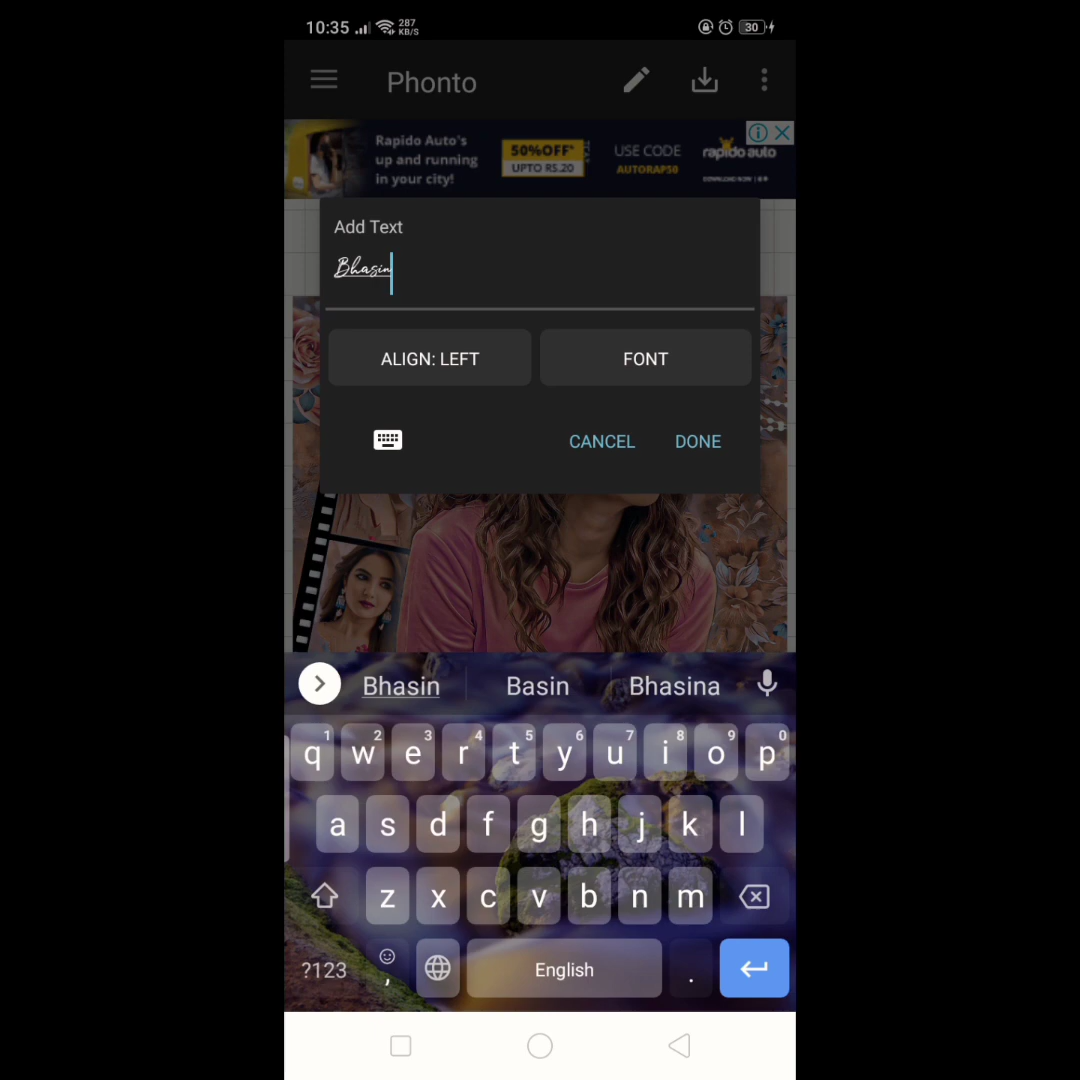 10:35 287 KB/S 30
Phonto
Rapido Auto's
up and running
in your city!
50%OFF*
UPTO RS.20
T&CA
USE CODE
AUTORAP50
rapido auto
Add Text
Bhasin
ALIGN: LEFT FONT
CANCEL DONE
Bhasin Basin Bhasina
1 2 3 4 5 6 7 8 9 0
q w e r t y u i o p
a s d f g h j k l
z x c v b n m
?123 , English .